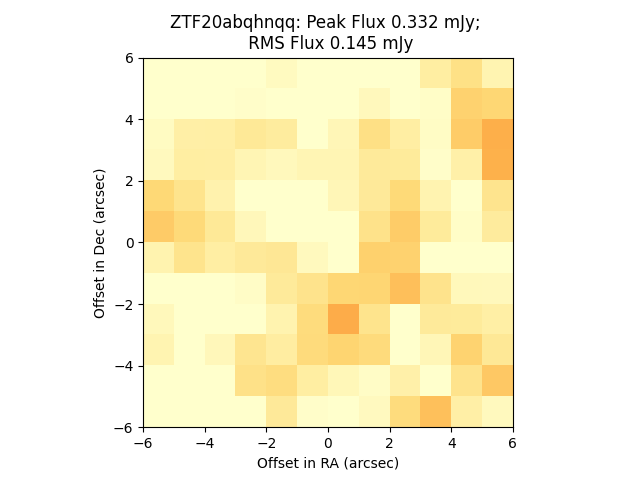 ZTF20abqhnqq: Peak Flux 0.332 mJy;
RMS Flux 0.145 mJy
6
4
2
0
−2
−4
−6
Offset in Dec (arcsec)
−6 −4 −2 0 2 4 6
Offset in RA (arcsec)